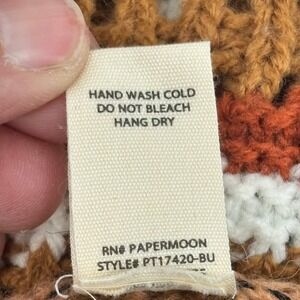 HAND WASH COLD
DO NOT BLEACH
HANG DRY
RN# PAPERMOON
STYLE# PT17420-BU